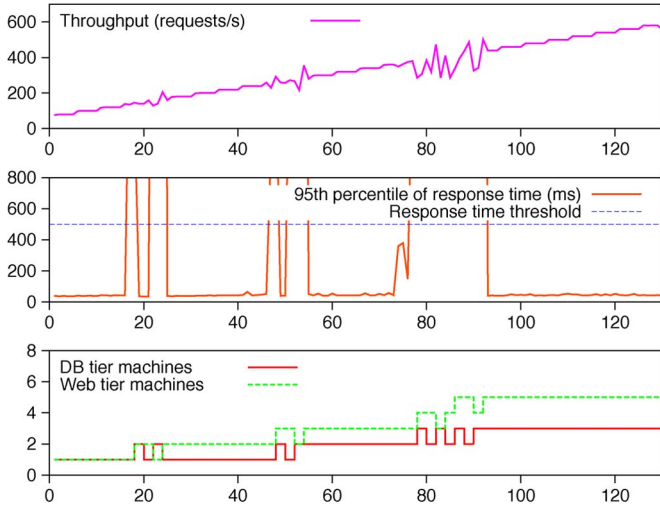 Throughput (requests/s)
600
400
200
0
0 20 40 60 80 100 120
95th percentile of response time (ms)
Response time threshold
800
600
400
200
0
0 20 40 60 80 100 120
DB tier machines
Web tier machines
8
6
4
2
0
0 20 40 60 80 100 120